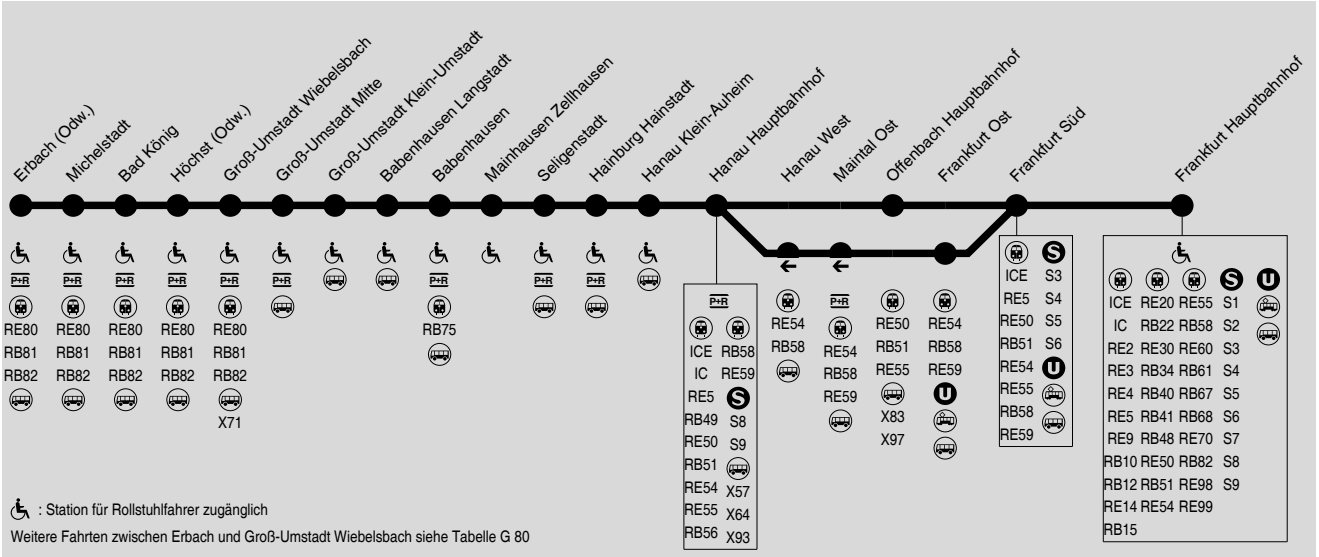 Erbach (Odw.)
Michelstadt
Bad König
Höchst (Odw.)
Groß-Umstadt Wiebelsbach
Groß-Umstadt Mitte
Groß-Umstadt Klein-Umstadt
Babenhausen Langstadt
Babenhausen
Mainhausen Zellhausen
Seligenstadt
Hainburg Hainstadt
Hanau Klein-Auheim
Hanau Hauptbahnhof
Hanau West
Maintal Ost
Offenbach Hauptbahnhof
Frankfurt Ost
Frankfurt Süd
Frankfurt Hauptbahnhof
P+R
RE80
RB81
RB82
P+R
RE80
RB81
RB82
P+R
RE80
RB81
RB82
P+R
RE80
RB81
RB82
P+R
RE80
RB81
RB82
X71
P+R
P+R
RB75
P+R
P+R
P+R
ICE RB58
IC RE59
RE5 S
RB49 S8
RE50 S9
RB51
RE54 X57
RE55 X64
RB56 X93
RE54
RB58
P+R
RE54
RB58
RE59
RE50
RB51
RE55
X83
X97
RE54
RB58
RE59
U
S
ICE S3
RE5 S4
RE50 S5
RB51 S6
RE54 U
RE55
RB58
RE59
S U
ICE RE20 RE55 S1
IC RB22 RB58 S2
RE2 RE30 RE60 S3
RE3 RB34 RB61 S4
RE4 RB40 RB67 S5
RE5 RB41 RB68 S6
RE9 RB48 RE70 S7
RB10 RE50 RB82 S8
RB12 RB51 RE98 S9
RE14 RE54 RE99
RB15
: Station für Rollstuhlfahrer zugänglich
Weitere Fahrten zwischen Erbach und Groß-Umstadt Wiebelsbach siehe Tabelle G 80